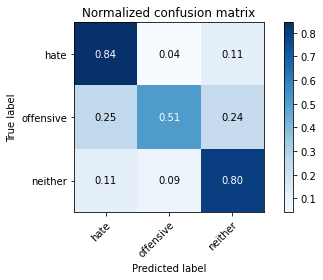 Normalized confusion matrix
True label
hate
0.84 0.04 0.11
offensive
0.25 0.51 0.24
neither
0.11 0.09 0.80
hate
offensive
neither
Predicted label
0.8
0.7
0.6
0.5
0.4
0.3
0.2
0.1